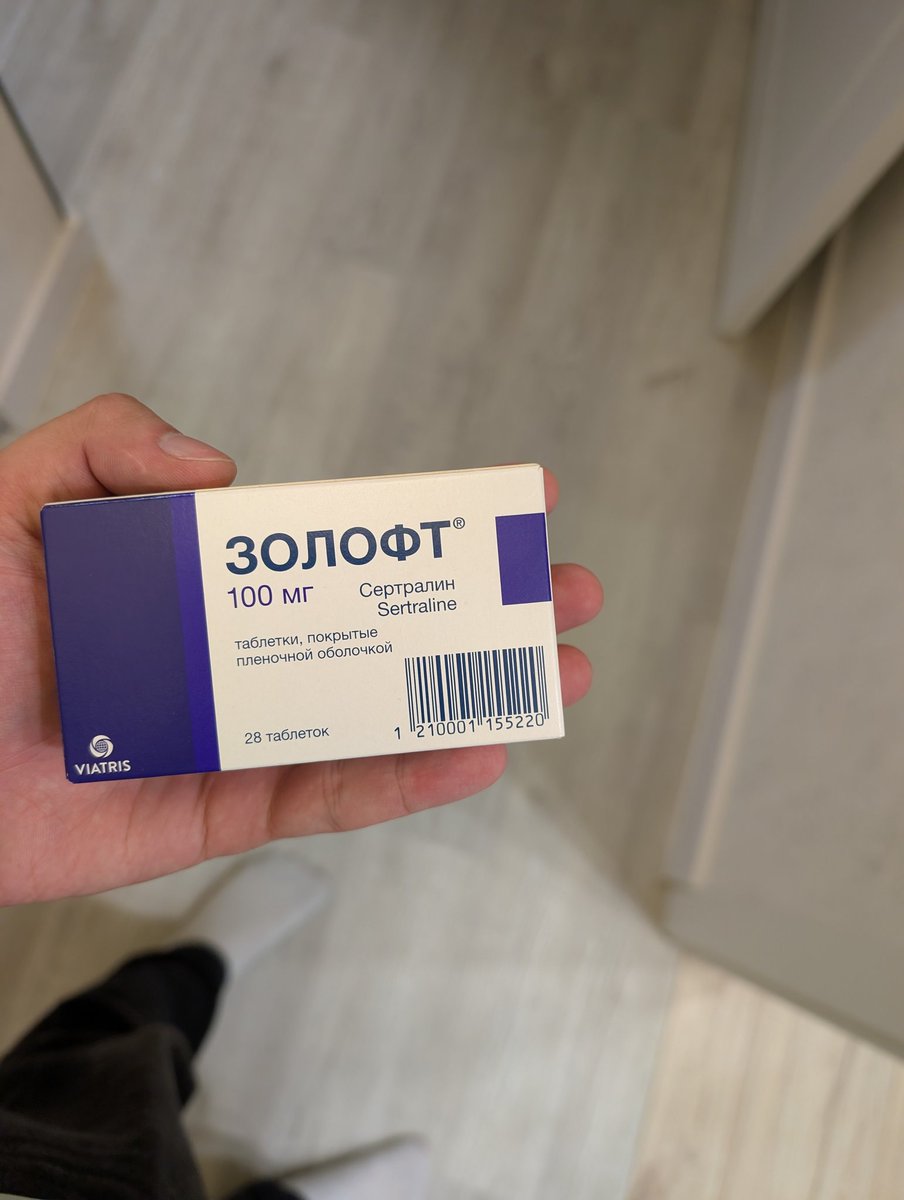 ЗОЛОФТ®
100 мг
Сертралин
Sertraline
таблетки, покрытые
пленочной оболочкой
28 таблеток
1 210001 155220
VIATRIS